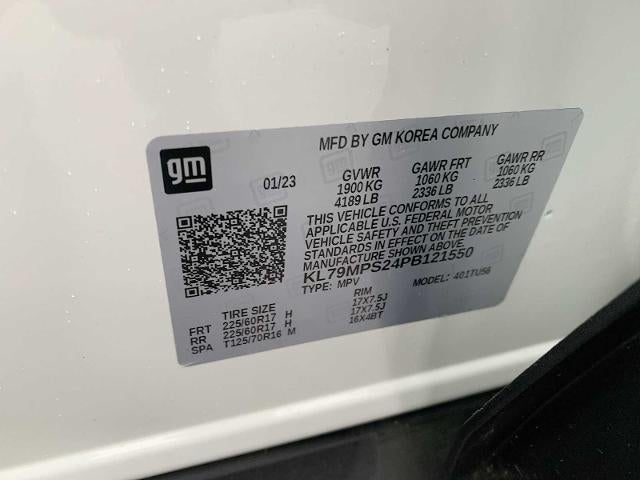 gm
MFD BY GM KOREA COMPANY
01/23
GVWR GAWR FRT GAWR RR
1900 KG 1060 KG 1060 KG
4189 LB 2336 LB 2336 LB
THIS VEHICLE CONFORMS TO ALL
APPLICABLE U.S. FEDERAL MOTOR
VEHICLE SAFETY AND THEFT PREVENTION
STANDARDS IN EFFECT ON THE DATE OF
MANUFACTURE SHOWN ABOVE.
KL79MPS24PB121550
TYPE: MPV MODEL: 401TU56
TIRE SIZE RIM
FRT 225/60R17 H 17X7.5J
RR 225/60R17 H 17X7.5J
SPA T125/70R16 M 16X4BT